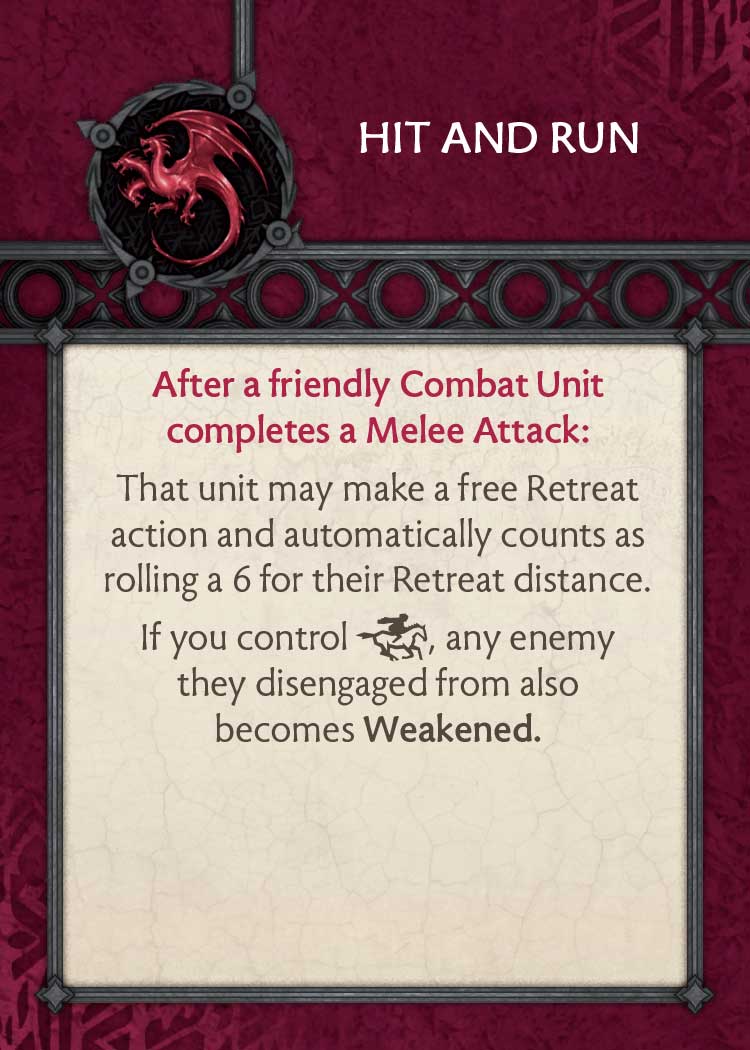 HIT AND RUN
After a friendly Combat Unit
completes a Melee Attack:
That unit may make a free Retreat
action and automatically counts as
rolling a 6 for their Retreat distance.
If you control , any enemy
they disengaged from also
becomes Weakened.